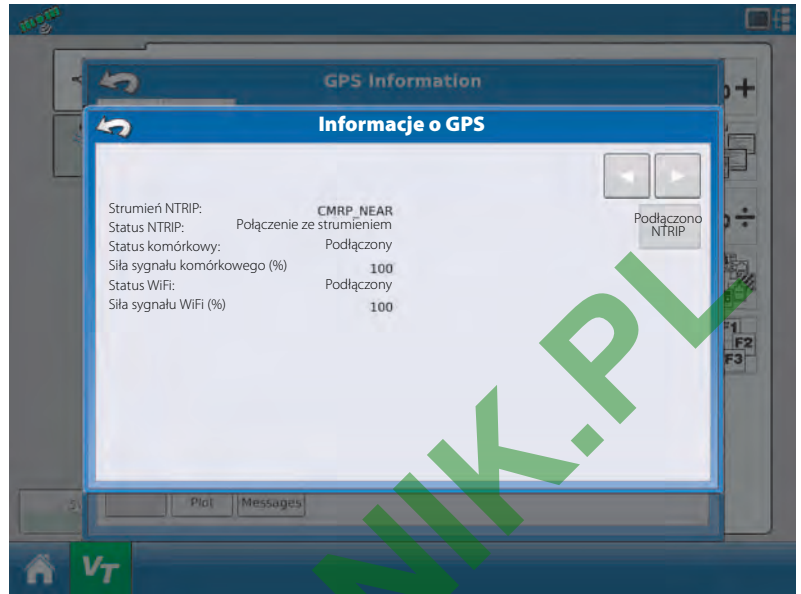 GPS Information
Informacje o GPS
Strumień NTRIP: CMRP_NEAR
Status NTRIP: Połączenie ze strumieniem
Status komórkowy: Podłączony
Siła sygnału komórkowego (%) 100
Status WiFi: Podłączony
Siła sygnału WiFi (%) 100
Podłączono
NTRIP
F1
F2
F3
Plot
Messages
VT
NIK.PL